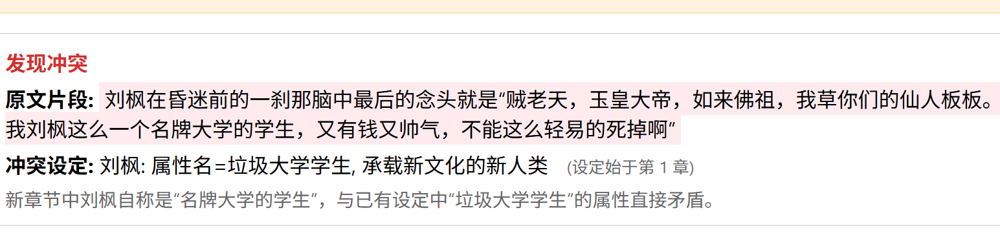 发现冲突
原文片段: 刘枫在昏迷前的一刹那脑中最后的念头就是“贼老天，玉皇大帝，如来佛祖，我草你们的仙人板板。
我刘枫这么一个名牌大学的学生，又有钱又帅气，不能这么轻易的死掉啊”
冲突设定: 刘枫: 属性名=垃圾大学学生, 承载新文化的新人类 (设定始于第 1 章)
新章节中刘枫自称是“名牌大学的学生”，与已有设定中“垃圾大学学生”的属性直接矛盾。